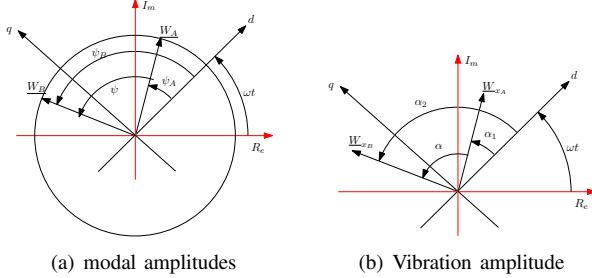 I_m
q
W_A
d
ψ_B
W_B
ψ
ψ_A
ωt
R_e
(a) modal amplitudes
I_m
q
W_{x_A}
d
α_2
W_{x_B}
α
α_1
ωt
R_e
(b) Vibration amplitude